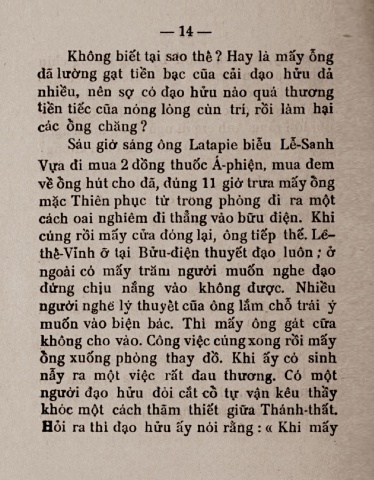 — 14 —
Không biết tại sao thế ? Hay là mấy ổng
đã lường gạt tiền bạc của cải đạo hữu đã
nhiều, nên sợ có đạo hữu nào quá thương
tiền tiếc của nóng lòng cùn trí, rồi làm hại
các ổng chăng ?
Sáu giờ sáng ông Latapie biểu Lễ-Sanh
Vựa đi mua 2 đồng thuốc Á-phiện, mua đem
về ổng hút cho đã, đúng 11 giờ trưa mấy ổng
mặc Thiên phục từ trong phòng đi ra một
cách oai nghiêm đi thẳng vào bữu điện. Khi
cúng rồi mấy cửa đóng lại, ông tiếp thế. Lê-
thế-Vĩnh ở tại Bửu-điện thuyết đạo luôn ; ở
ngoài có mấy trăm người muốn nghe đạo
đứng chịu nắng vào không được. Nhiều
người nghe lý thuyết của ông lắm chỗ trái ý
muốn vào biện bác. Thì mấy ông gát cữa
không cho vào. Công việc cúng xong rồi mấy
ổng xuống phòng thay đồ. Khi ấy có sinh
nẫy ra một việc rất đau thương. Có một
người đạo hữu đòi cắt cổ tự vận kêu thầy
khóc một cách thãm thiết giữa Thánh-thất.
Hỏi ra thì đạo hữu ấy nói rằng : « Khi mấy